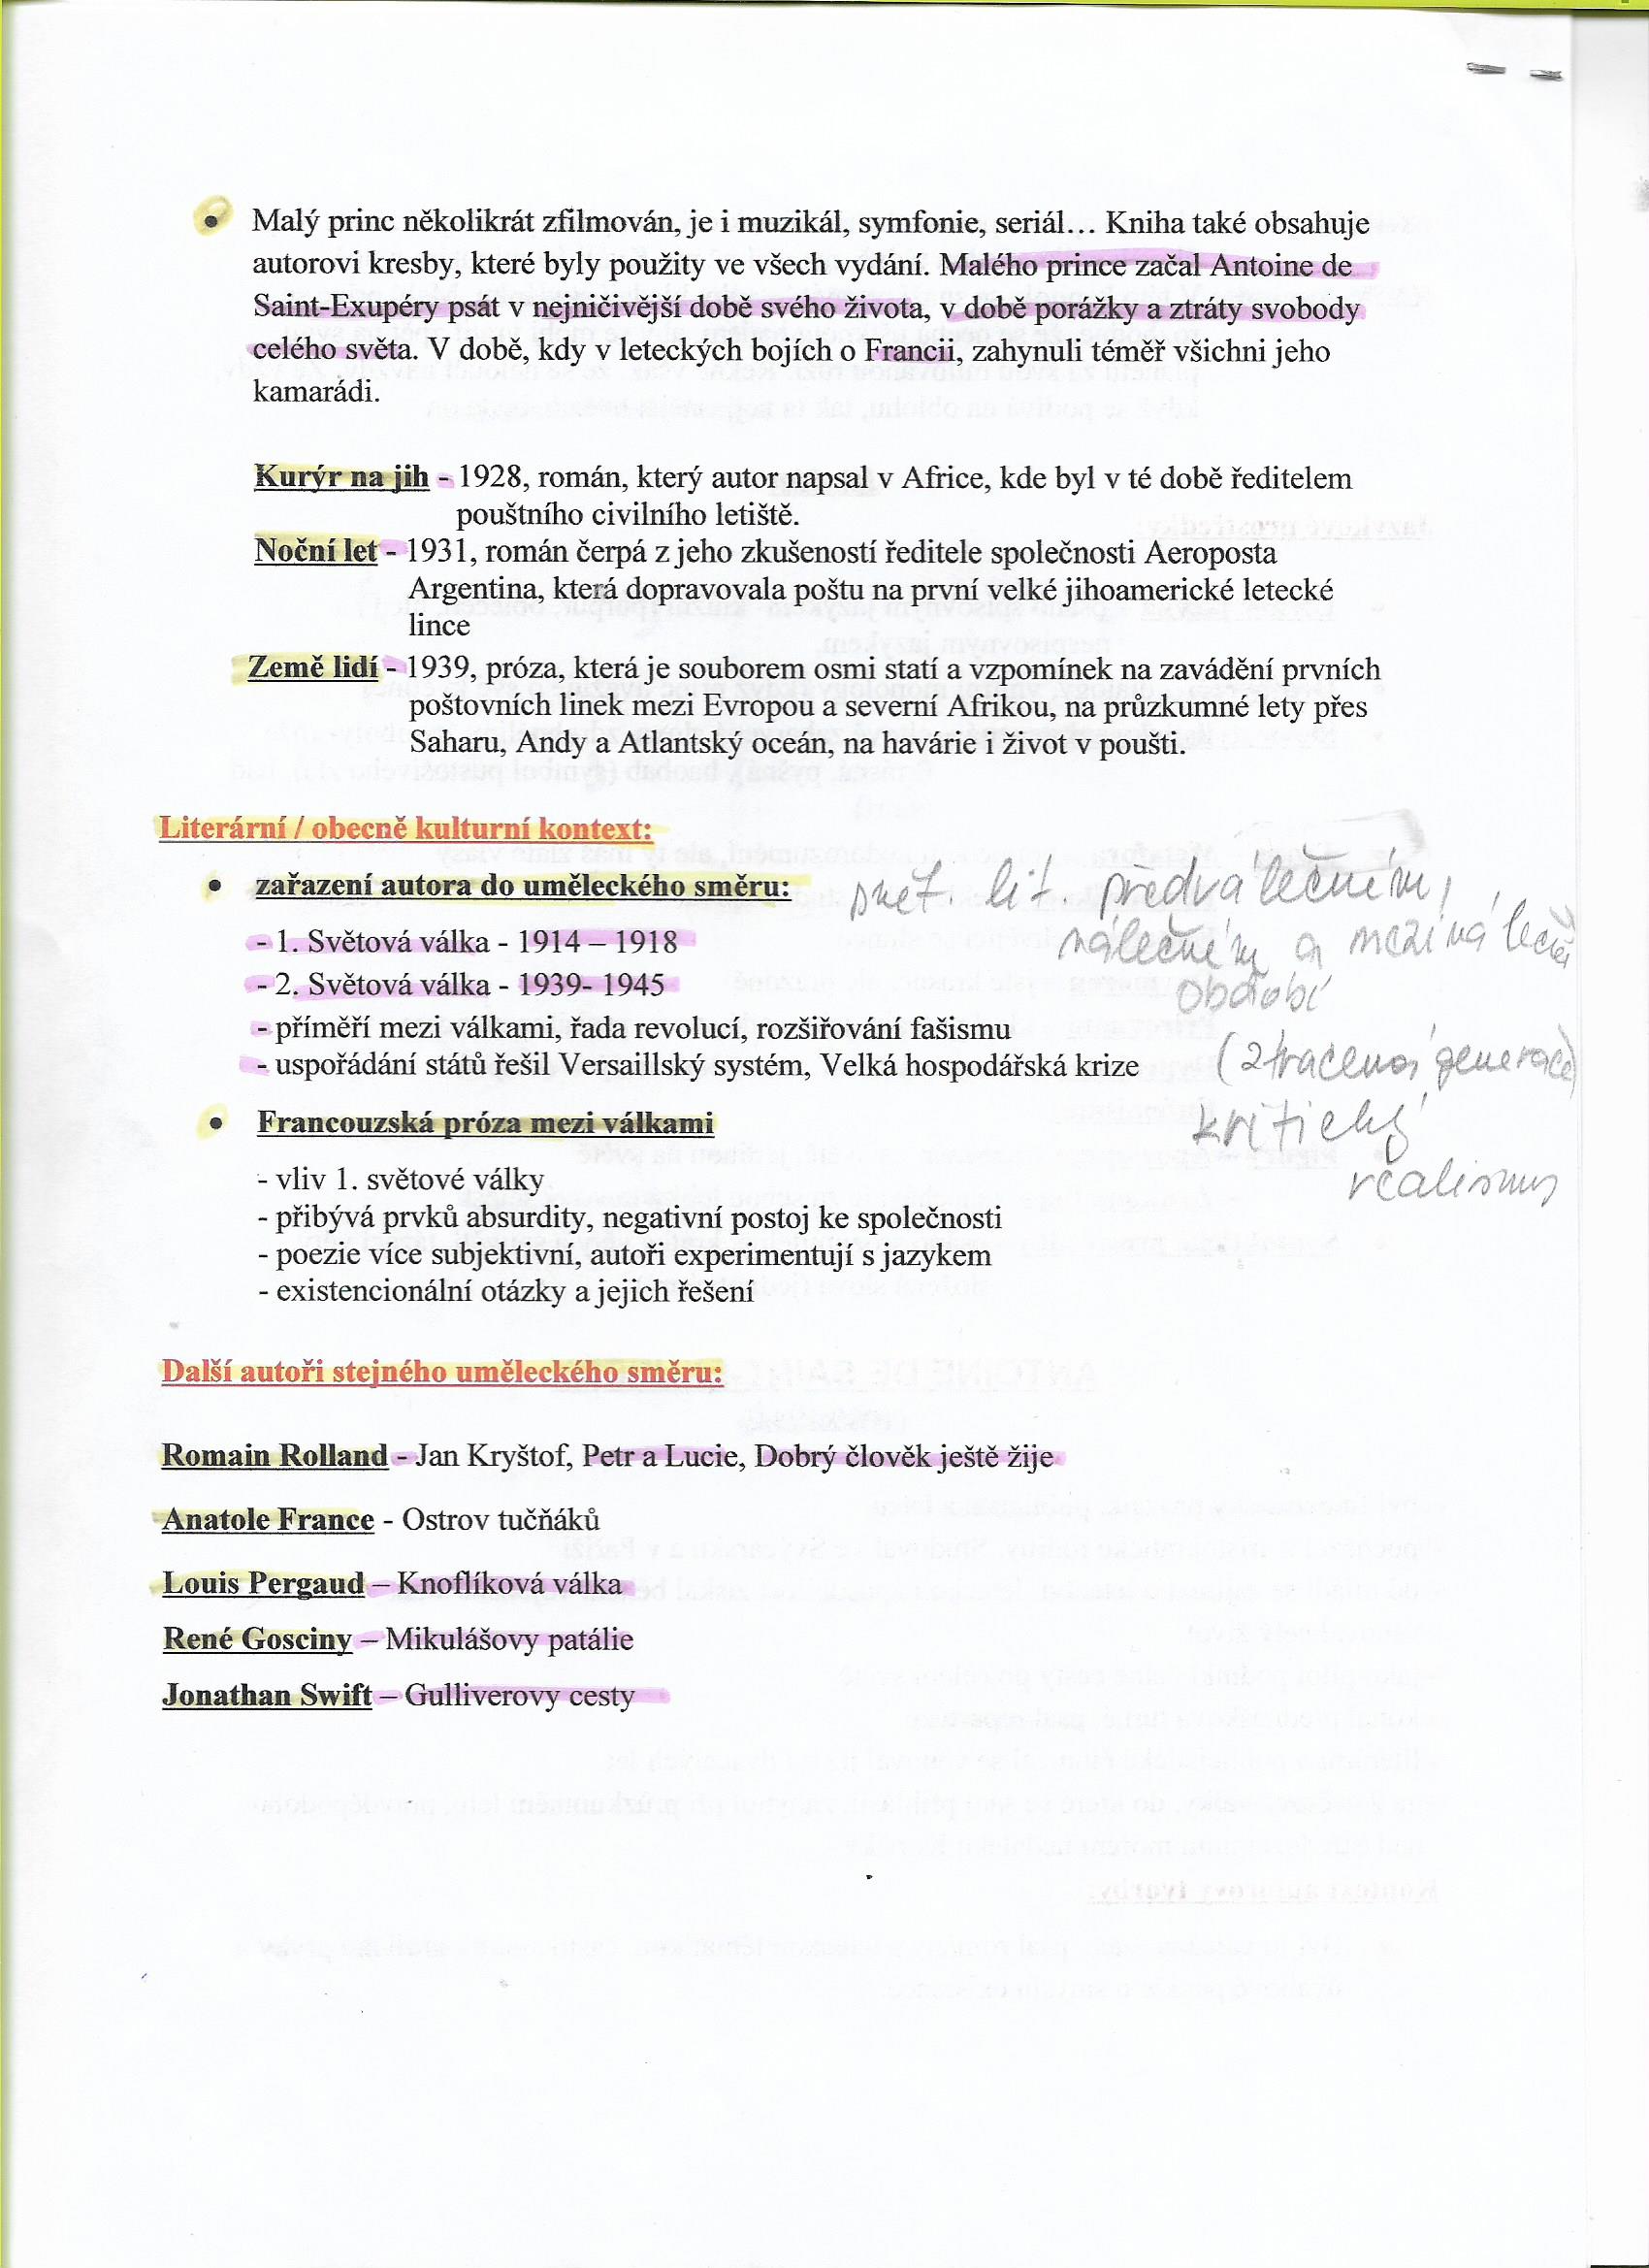 • Malý princ několikrát zfilmován, je i muzikál, symfonie, seriál… Kniha také obsahuje
autorovi kresby, které byly použity ve všech vydání. Malého prince začal Antoine de
Saint-Exupéry psát v nejničivější době svého života, v době porážky a ztráty svobody
celého světa. V době, kdy v leteckých bojích o Francii, zahynuli téměř všichni jeho
kamarádi.
Kurýr na jih - 1928, román, který autor napsal v Africe, kde byl v té době ředitelem
pouštního civilního letiště.
Noční let - 1931, román čerpá z jeho zkušeností ředitele společnosti Aeroposta
Argentina, která dopravovala poštu na první velké jihoamerické letecké
lince
Země lidí - 1939, próza, která je souborem osmi statí a vzpomínek na zavádění prvních
poštovních linek mezi Evropou a severní Afrikou, na průzkumné lety přes
Saharu, Andy a Atlantský oceán, na havárie i život v poušti.
Literární / obecně kulturní kontext:
• zařazení autora do uměleckého směru:
svět. lit. předválečném,
válečném a meziváleč
období
(ztracená generace
kritický
realismus
- 1. Světová válka - 1914 – 1918
- 2. Světová válka - 1939- 1945
- příměří mezi válkami, řada revolucí, rozšiřování fašismu
- uspořádání států řešil Versaillský systém, Velká hospodářská krize
• Francouzská próza mezi válkami
- vliv 1. světové války
- přibývá prvků absurdity, negativní postoj ke společnosti
- poezie více subjektivní, autoři experimentují s jazykem
- existencionální otázky a jejich řešení
Další autoři stejného uměleckého směru:
Romain Rolland - Jan Kryštof, Petr a Lucie, Dobrý člověk ještě žije
Anatole France - Ostrov tučňáků
Louis Pergaud – Knoflíková válka
René Gosciny – Mikulášovy patálie
Jonathan Swift – Gulliverovy cesty